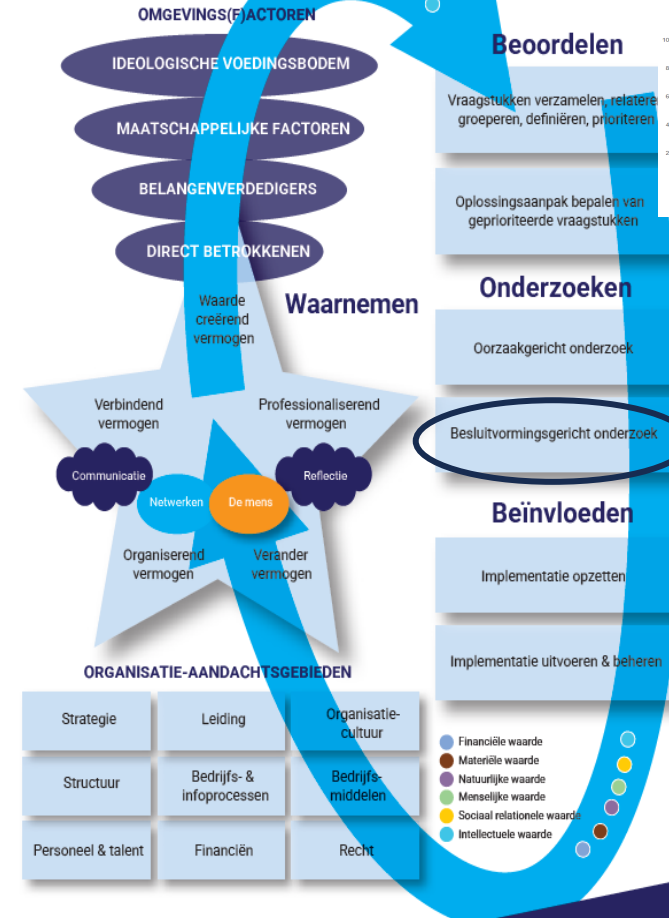 OMGEVINGS(F)ACTOREN
IDEOLOGISCHE VOEDINGSBODEM
MAATSCHAPPELIJKE FACTOREN
BELANGENVERDEDIGERS
DIRECT BETROKKENEN
Waarde
creërend
vermogen
Waarnemen
Verbindend
vermogen
Professionaliserend
vermogen
Communicatie
Reflectie
Netwerken
De mens
Organiserend
vermogen
Verander
vermogen
ORGANISATIE-AANDACHTSGEBIEDEN
Strategie
Leiding
Organisatie-
cultuur
Structuur
Bedrijfs- &
infoprocessen
Bedrijfs-
middelen
Personeel & talent
Financiën
Recht
Beoordelen
Vraagstukken verzamelen, relatere
groeperen, definiëren, prioriteren
Oplossingsaanpak bepalen van
geprioriteerde vraagstukken
Onderzoeken
Oorzaakgericht onderzoek
Besluitvormingsgericht onderzoek
Beïnvloeden
Implementatie opzetten
Implementatie uitvoeren & beheren
Financiële waarde
Materiële waarde
Natuurlijke waarde
Menselijke waarde
Sociaal relationele waarde
Intellectuele waarde